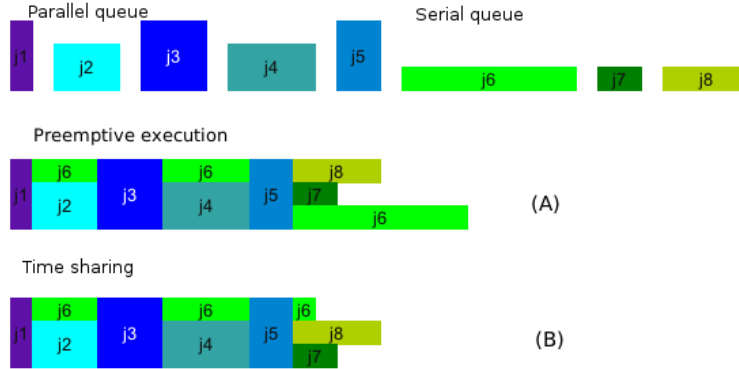 Parallel queue
Serial queue
j1 j2 j3 j4 j5 j6 j7 j8
Preemptive execution
j6 j6 j8
j1 j2 j3 j4 j5 j7
j6
(A)
Time sharing
j6 j6 j6
j1 j2 j3 j4 j5 j8
j7
(B)